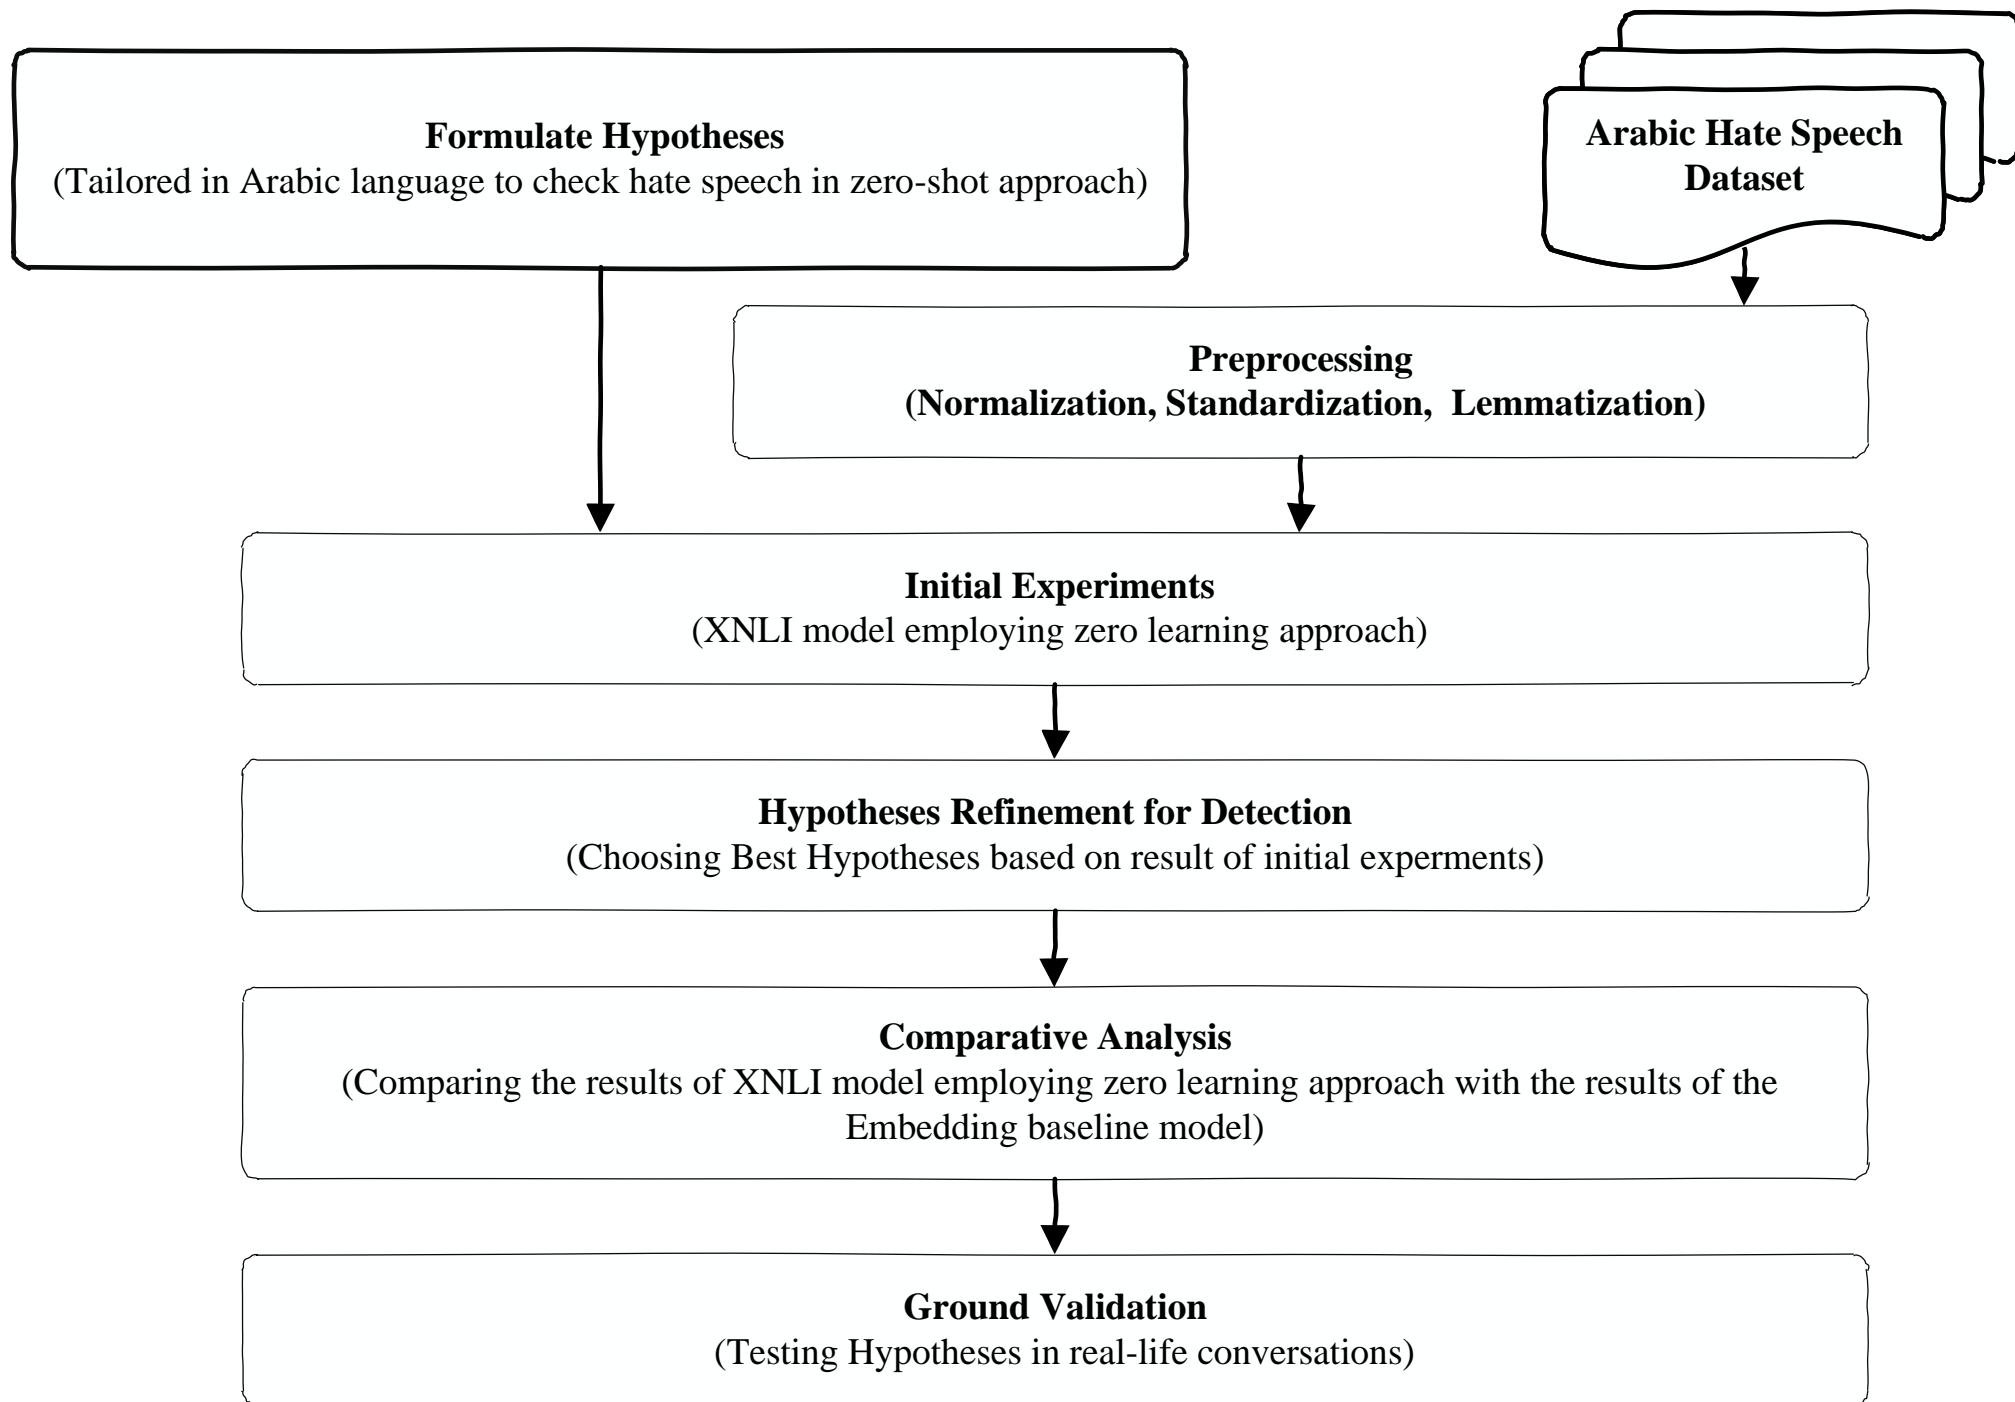 Formulate Hypotheses
(Tailored in Arabic language to check hate speech in zero-shot approach)
Arabic Hate Speech
Dataset
Preprocessing
(Normalization, Standardization, Lemmatization)
Initial Experiments
(XNLI model employing zero learning approach)
Hypotheses Refinement for Detection
(Choosing Best Hypotheses based on result of initial experments)
Comparative Analysis
(Comparing the results of XNLI model employing zero learning approach with the results of the
Embedding baseline model)
Ground Validation
(Testing Hypotheses in real-life conversations)